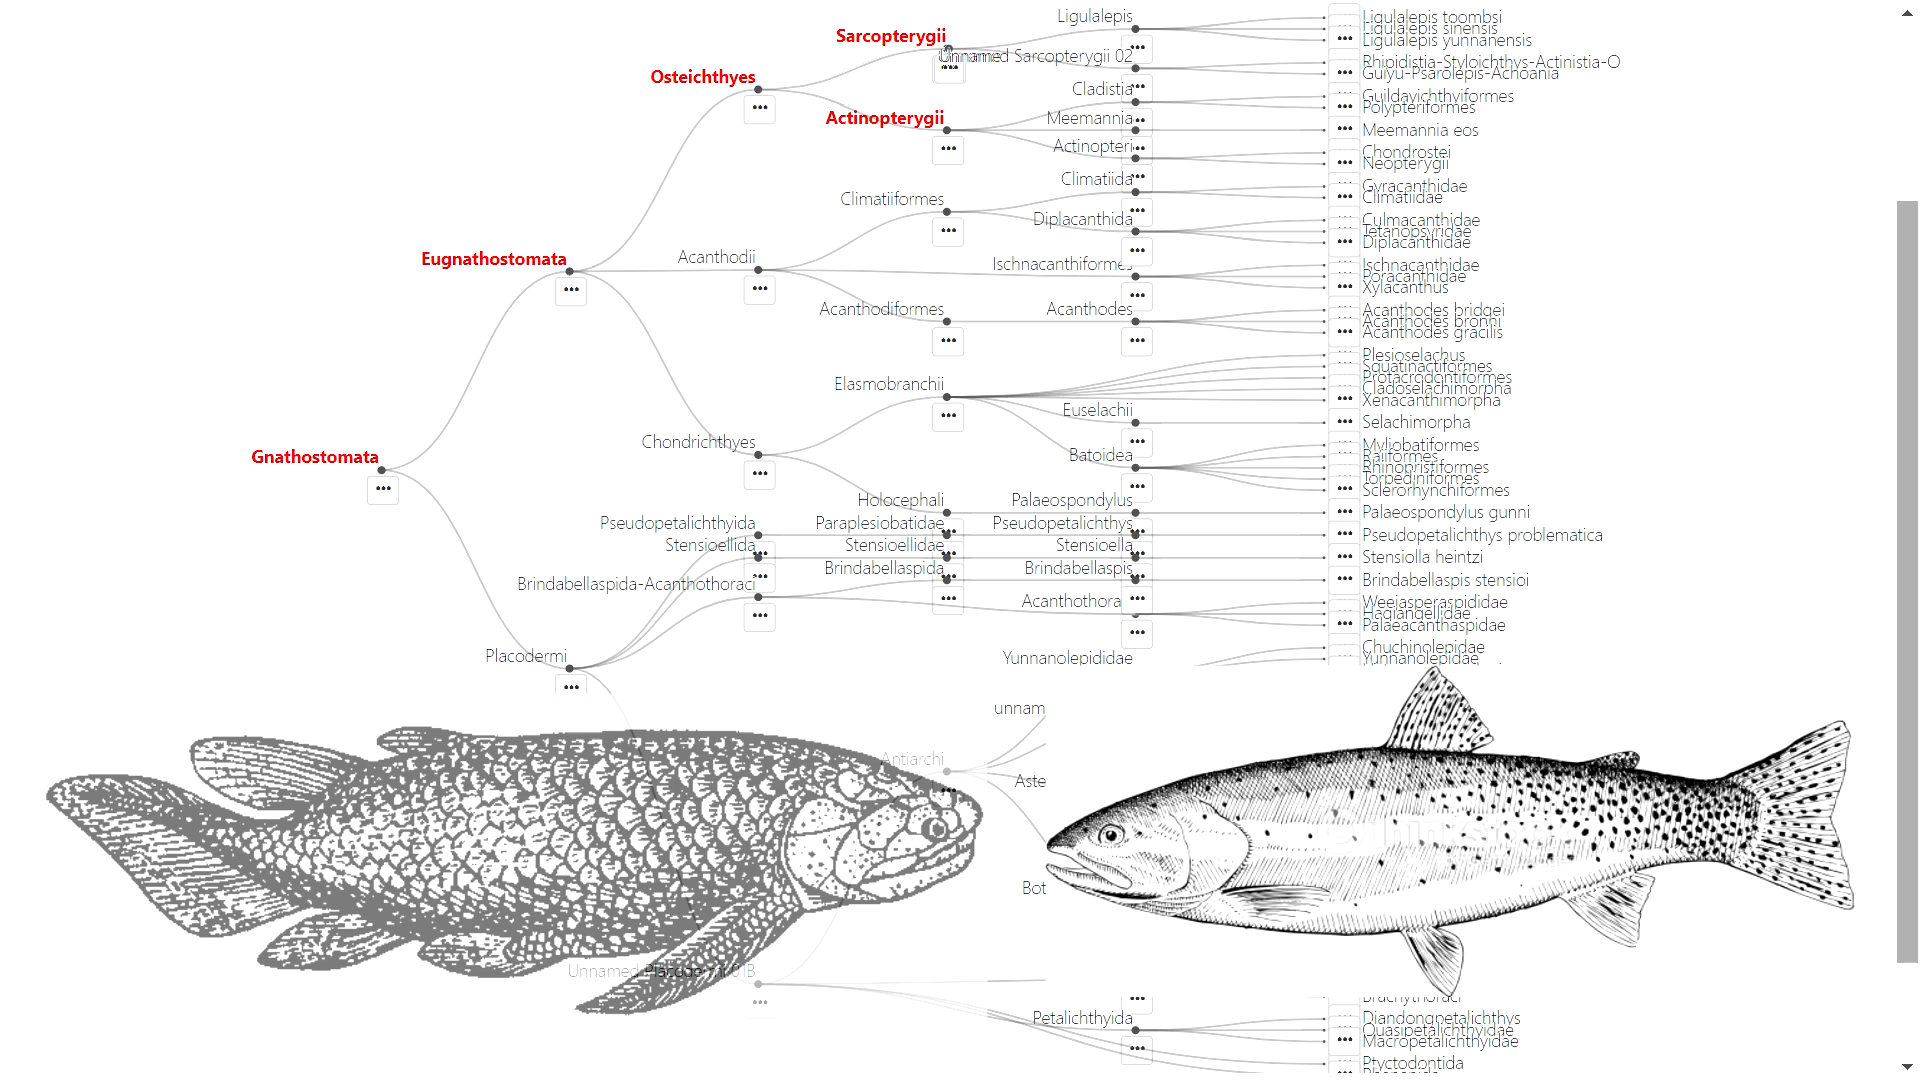 Ligulalepis
Ligulalepis toombsi
Ligulalepis sinensis
Sarcopterygii
Ligulalepis yunnanensis
Unnamed Sarcopterygii 02
Rhipidistia-Styloichthys-Actinistia-O
Guiyu-Psarolepis-Achoania
Osteichthyes
Cladistia
Guildayichthyiformes
Polypteriformes
Actinopterygii
Meemannia
Meemannia eos
Actinopteri
Chondrostei
Neopterygii
Climatiida
Gyracanthidae
Climatiidae
Climatiiformes
Diplacanthida
Culmacanthidae
Tetanopsyridae
Diplacanthidae
Eugnathostomata
Acanthodii
Ischnacanthiformes
Ischnacanthidae
Poracanthidae
Xylacanthus
Acanthodiformes
Acanthodes
Acanthodes bridgei
Acanthodes bronni
Acanthodes gracilis
Plesioselachus
Squatinactiformes
Protacrodontiformes
Elasmobranchii
Cladoselachimorpha
Xenacanthimorpha
Euselachii
Selachimorpha
Chondrichthyes
Batoidea
Myliobatiformes
Rajiformes
Rhinopristiformes
Torpediniformes
Sclerorhynchiformes
Gnathostomata
Holocephali
Palaeospondylus
Palaeospondylus gunni
Pseudopetalichthyida
Paraplesiobatidae
Pseudopetalichthys
Pseudopetalichthys problematica
Stensioellida
Stensioellidae
Stensioella
Stensiolla heintzi
Brindabellaspida
Brindabellaspis
Brindabellaspis stensioi
Brindabellaspida-Acanthothoraci
Acanthothora
Weejasperaspididae
Hagiangellidae
Palaeacanthaspidae
Placodermi
Yunnanolepididae
Chuchinolepidae
Yunnanolepidae
unnam
Antiarchi
Aste
Bot
Unnamed Placodermi 01B
Brachythoraci
Petalichthyida
Diandongpetalichthys
Quasipetalichthyidae
Macropetalichthyidae
Ptyctodontida